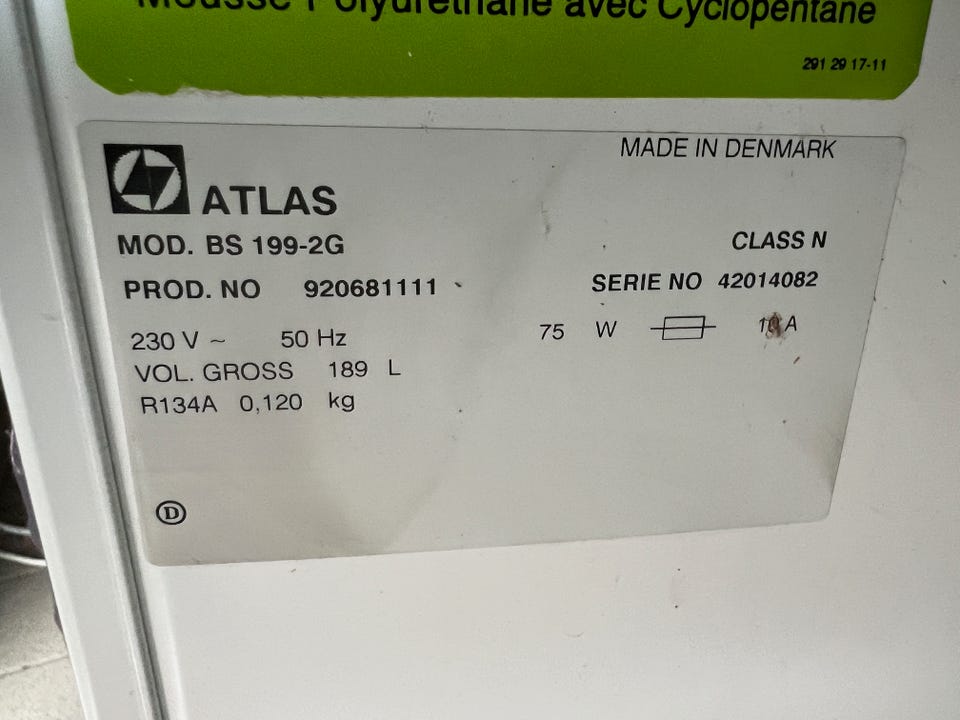 Mousse Polyuréthane avec Cyclopentane
291 29 17-11
MADE IN DENMARK
ATLAS
MOD. BS 199-2G
CLASS N
PROD. NO 920681111
SERIE NO 42014082
230 V ~ 50 Hz
75 W 10 A
VOL. GROSS 189 L
R134A 0,120 kg
D